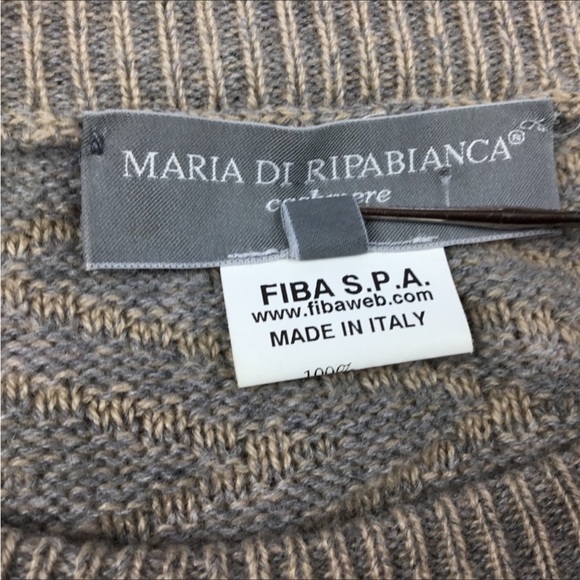 MARIA DI RIPABIANCA®
cashmere
FIBA S.P.A.
www.fibaweb.com
MADE IN ITALY
100%